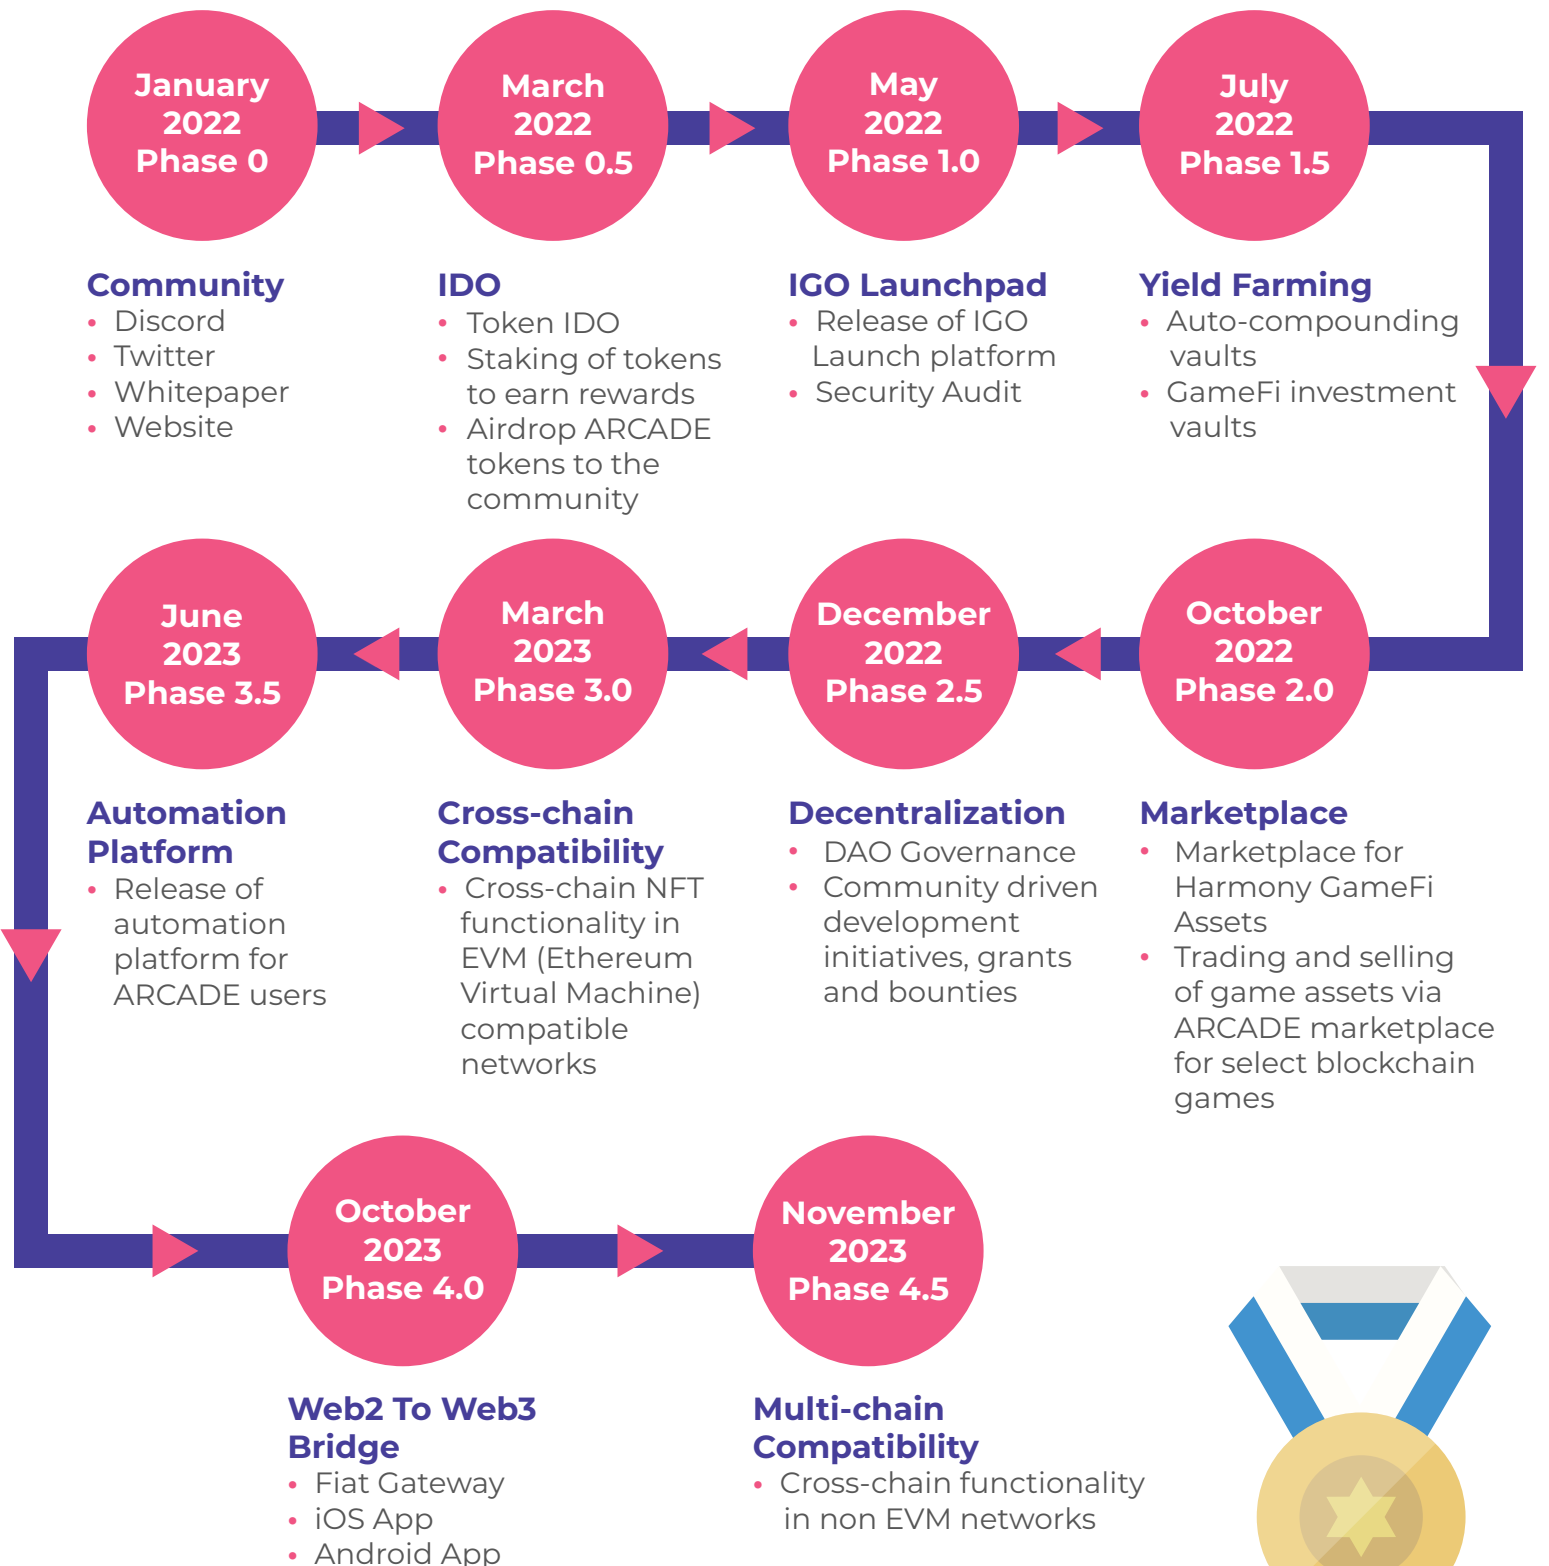 January
2022
Phase 0
March
2022
Phase 0.5
May
2022
Phase 1.0
July
2022
Phase 1.5
Community
• Discord
• Twitter
• Whitepaper
• Website
IDO
• Token IDO
• Staking of tokens
to earn rewards
• Airdrop ARCADE
tokens to the
community
IGO Launchpad
• Release of IGO
Launch platform
• Security Audit
Yield Farming
• Auto-compounding
vaults
• GameFi investment
vaults
October
2022
Phase 2.0
December
2022
Phase 2.5
March
2023
Phase 3.0
June
2023
Phase 3.5
Marketplace
• Marketplace for
Harmony GameFi
Assets
• Trading and selling
of game assets via
ARCADE marketplace
for select blockchain
games
Decentralization
• DAO Governance
• Community driven
development
initiatives, grants
and bounties
Cross-chain
Compatibility
• Cross-chain NFT
functionality in
EVM (Ethereum
Virtual Machine)
compatible
networks
Automation
Platform
• Release of
automation
platform for
ARCADE users
October
2023
Phase 4.0
November
2023
Phase 4.5
Web2 To Web3
Bridge
• Fiat Gateway
• iOS App
• Android App
Multi-chain
Compatibility
• Cross-chain functionality
in non EVM networks